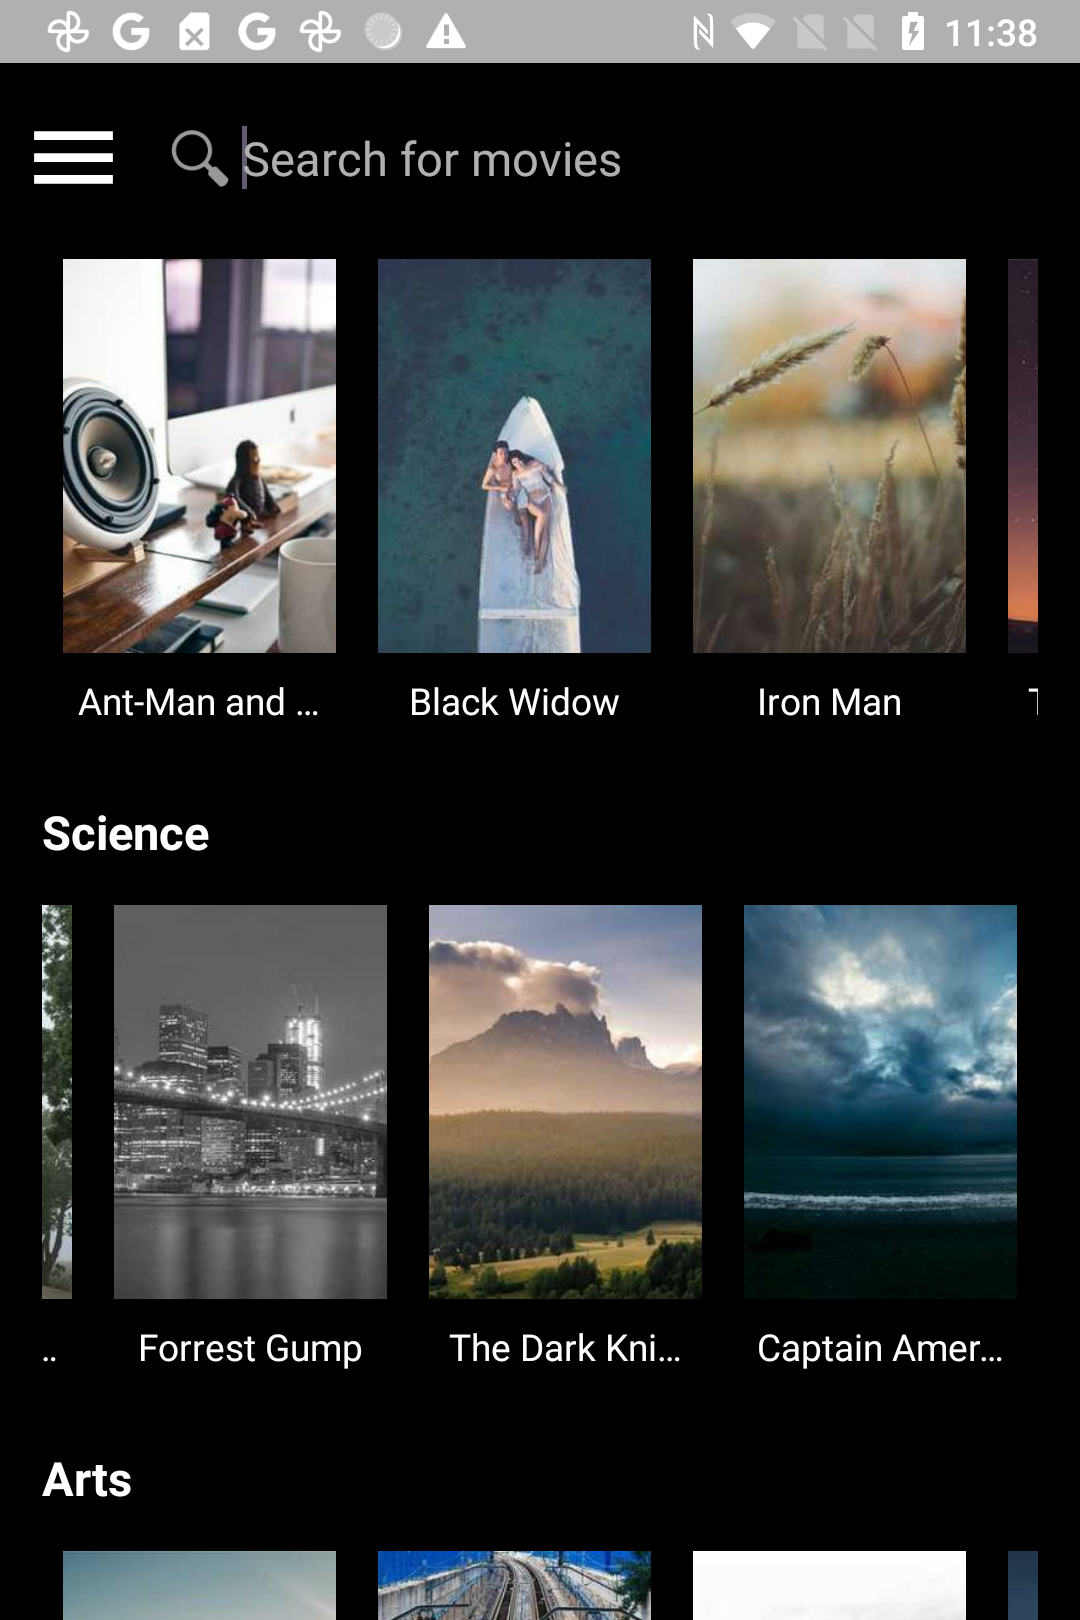 11:38
Search for movies
Ant-Man and ...
Black Widow
Iron Man
T
Science
..
Forrest Gump
The Dark Kni...
Captain Amer...
Arts